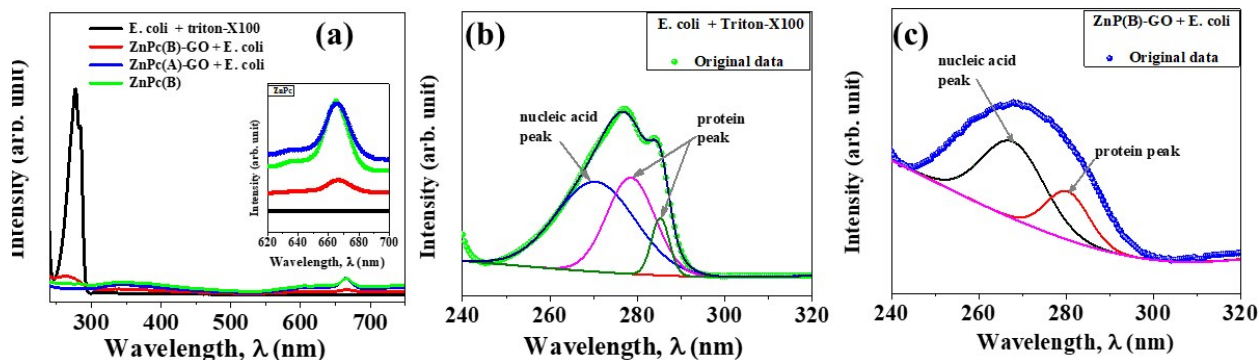 (a)
E. coli + triton-X100
ZnPc(B)-GO + E. coli
ZnPc(A)-GO + E. coli
ZnPc(B)
Intensity (arb. unit)
300 400 500 600 700
Wavelength, λ (nm)
ZnPc
Intensity (arb. unit)
620 640 660 680 700
Wavelength, λ (nm)
(b)
E. coli + Triton-X100
Original data
nucleic acid
peak
protein
peak
Intensity (arb. unit)
240 260 280 300 320
Wavelength, λ (nm)
(c)
ZnP(B)-GO + E. coli
Original data
nucleic acid
peak
protein peak
Intensity (arb. unit)
240 260 280 300 320
Wavelength, λ (nm)